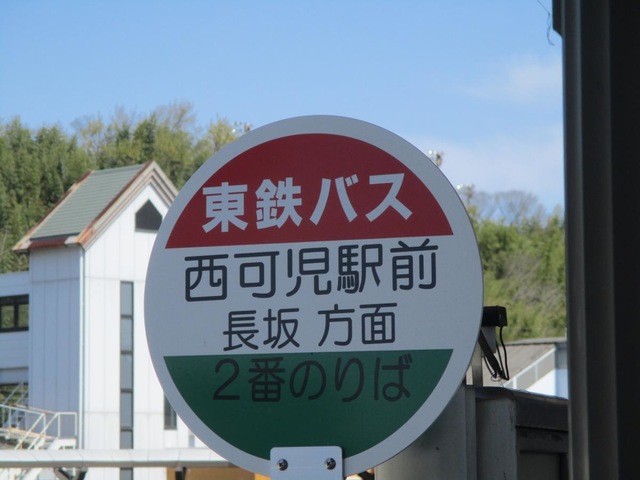 東鉄バス
西可児駅前
長坂 方面
2番のりば